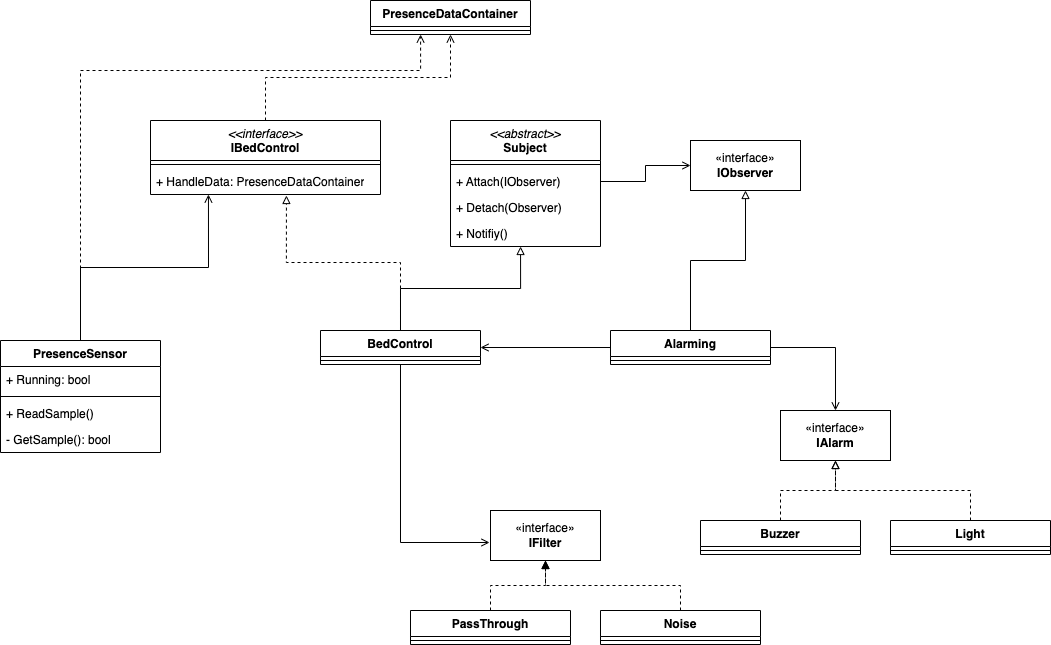 PresenceDataContainer
<<interface>>
IBedControl
+ HandleData: PresenceDataContainer
<<abstract>>
Subject
+ Attach(IObserver)
+ Detach(Observer)
+ Notifiy()
«interface»
IObserver
PresenceSensor
+ Running: bool
+ ReadSample()
- GetSample(): bool
BedControl
Alarming
«interface»
IAlarm
«interface»
IFilter
Buzzer
Light
PassThrough
Noise